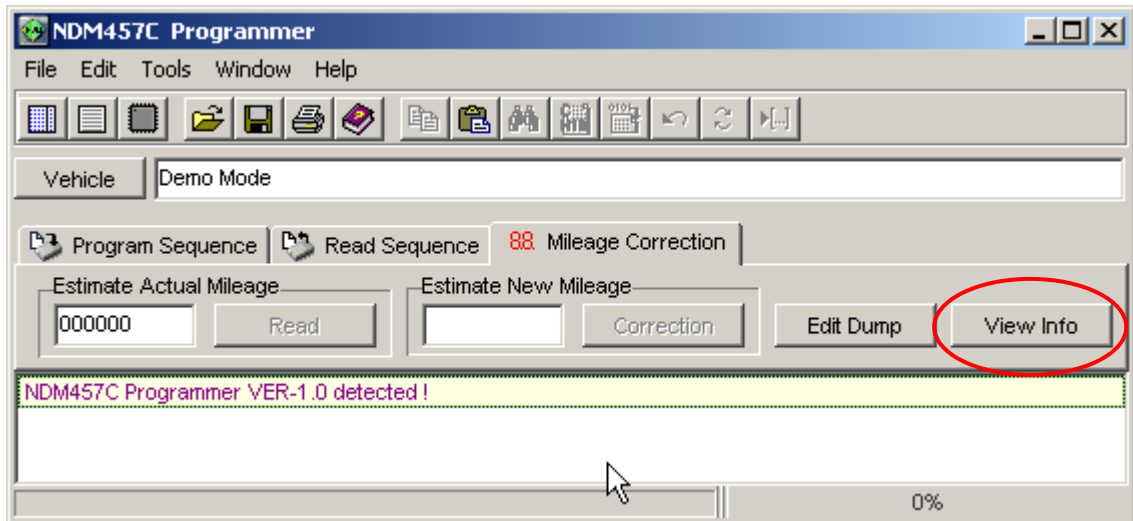 NDM457C Programmer
File Edit Tools Window Help
Vehicle Demo Mode
Program Sequence Read Sequence 88. Mileage Correction
Estimate Actual Mileage Estimate New Mileage
000000 Read Correction Edit Dump View Info
NDM457C Programmer VER-1.0 detected !
0%